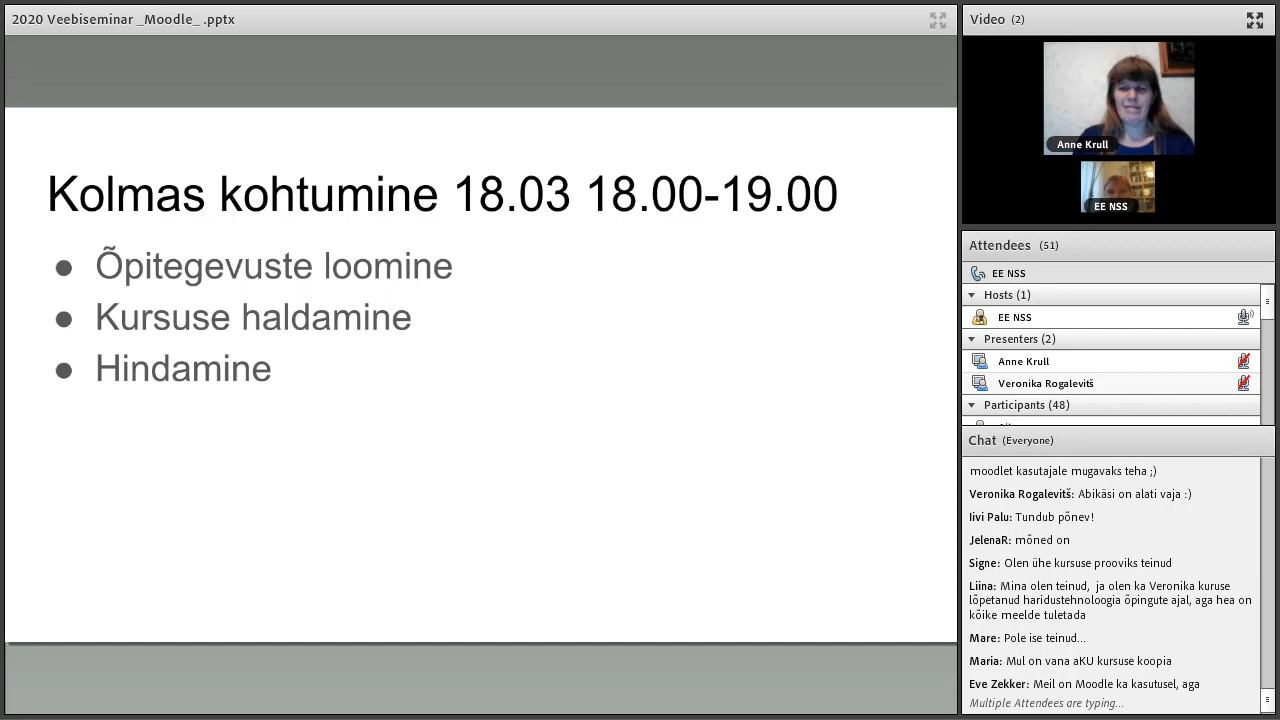 2020 Veebiseminar _Moodle_ .pptx
Kolmas kohtumine 18.03 18.00-19.00
● Õpitegevuste loomine
● Kursuse haldamine
● Hindamine
Video (2)
Anne Krull
EE NSS
Attendees (51)
EE NSS
Hosts (1)
EE NSS
Presenters (2)
Anne Krull
Veronika Rogalevitš
Participants (48)
Chat (Everyone)
moodlet kasutajale mugavaks teha ;)
Veronika Rogalevitš: Abikäsi on alati vaja :)
Iivi Palu: Tundub põnev!
JelenaR: mõned on
Signe: Olen ühe kursuse prooviks teinud
Liina: Mina olen teinud, ja olen ka Veronika kuruse
lõpetanud haridustehnoloogia õpingute ajal, aga hea on
kõike meelde tuletada
Mare: Pole ise teinud...
Maria: Mul on vana aKU kursuse koopia
Eve Zekker: Meil on Moodle ka kasutusel, aga
Multiple Attendees are typing...